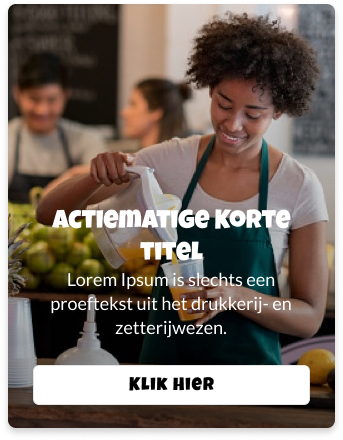 Actiematige korte
titel
Lorem Ipsum is slechts een
proeftekst uit het drukkerij- en
zetterijwezen.
Klik hier